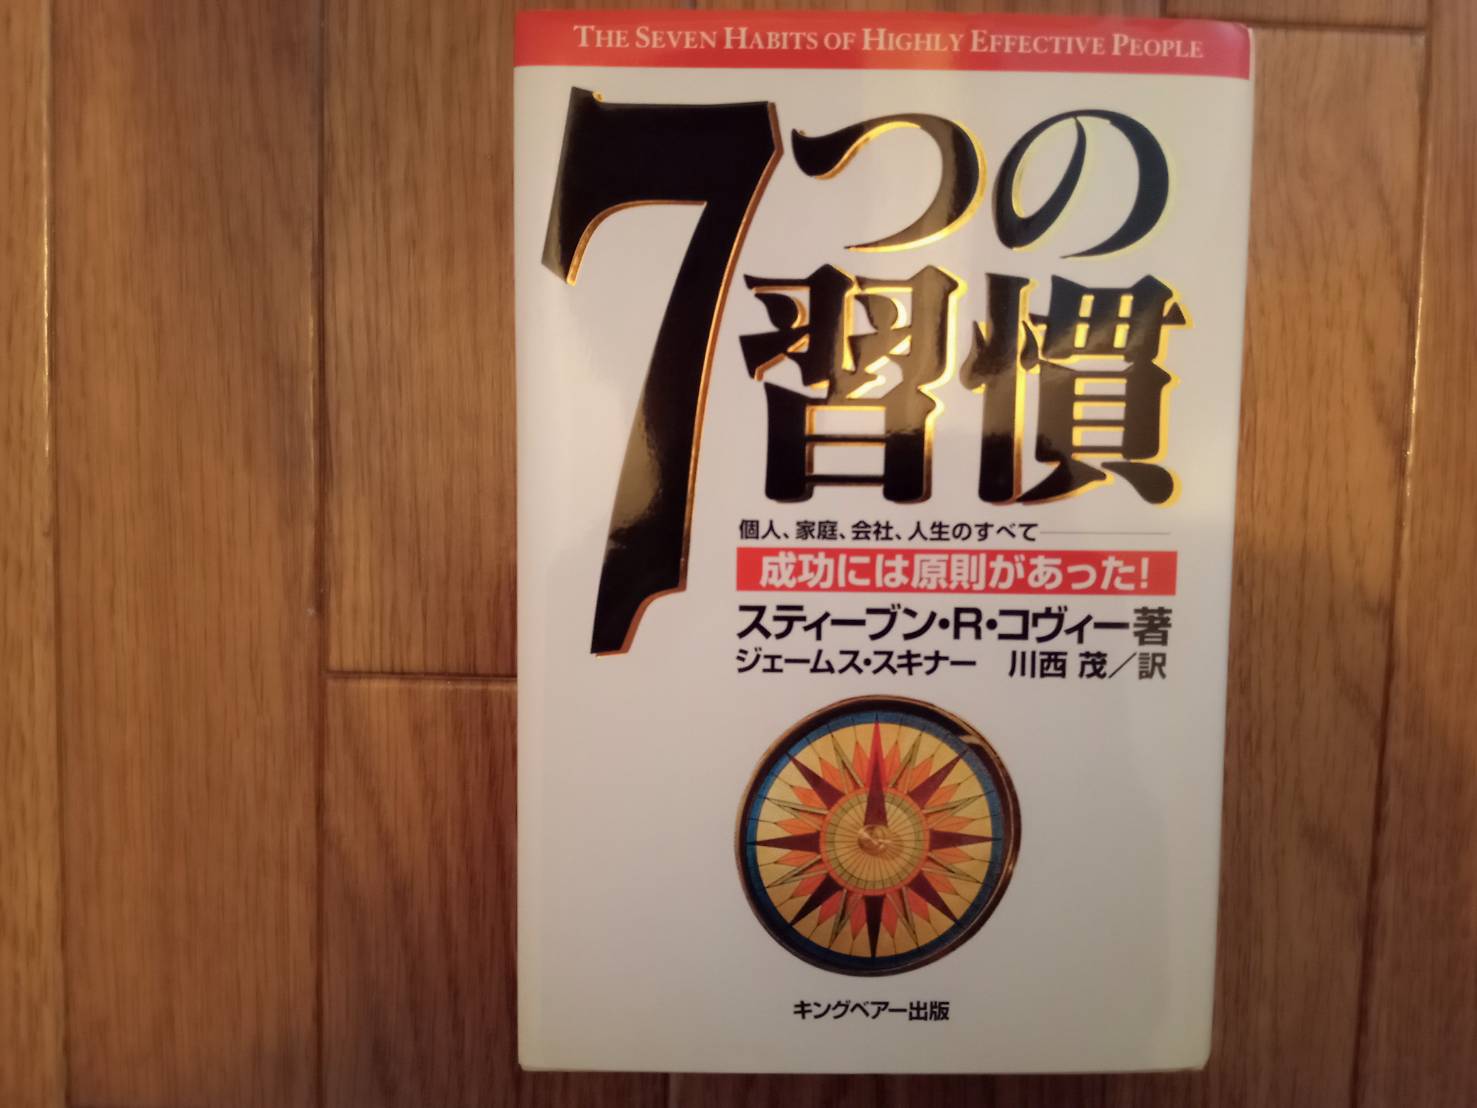 THE SEVEN HABITS OF HIGHLY EFFECTIVE PEOPLE
7つの
習慣
個人、家庭、会社、人生のすべて
成功には原則があった!
スティーブン・R・コヴィー著
ジェームス・スキナー 川西 茂/訳
キングベアー出版